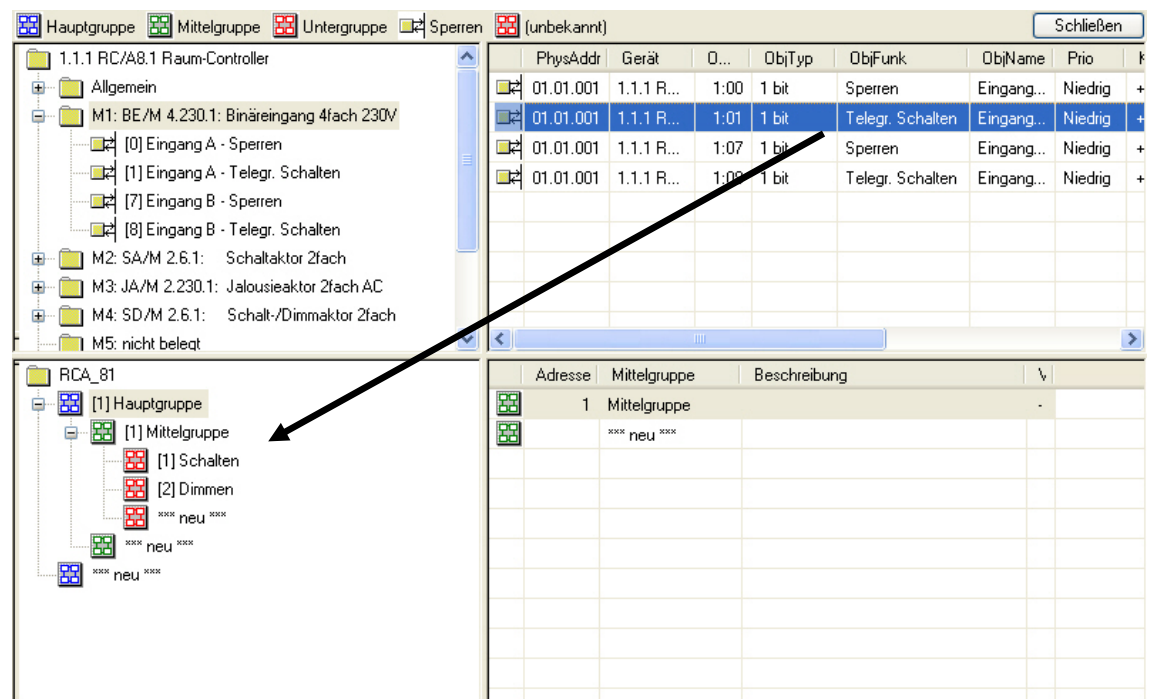 Hauptgruppe Mittelgruppe Untergruppe Sperren (unbekannt) Schließen
1.1.1 RC/A8.1 Raum-Controller
Allgemein
M1: BE/M 4.230.1: Binäreingang 4fach 230V
[0] Eingang A - Sperren
[1] Eingang A - Telegr. Schalten
[7] Eingang B - Sperren
[8] Eingang B - Telegr. Schalten
M2: SA/M 2.6.1: Schaltaktor 2fach
M3: JA/M 2.230.1: Jalousieaktor 2fach AC
M4: SD/M 2.6.1: Schalt-/Dimmaktor 2fach
M5: nicht belegt
PhysAddr Gerät O... ObjTyp ObjFunk ObjName Prio
01.01.001 1.1.1 R... 1:00 1 bit Sperren Eingang... Niedrig +
01.01.001 1.1.1 R... 1:01 1 bit Telegr. Schalten Eingang... Niedrig +
01.01.001 1.1.1 R... 1:07 1 bit Sperren Eingang... Niedrig +
01.01.001 1.1.1 R... 1:08 1 bit Telegr. Schalten Eingang... Niedrig +
RCA_81
[1] Hauptgruppe
[1] Mittelgruppe
[1] Schalten
[2] Dimmen
*** neu ***
*** neu ***
*** neu ***
Adresse Mittelgruppe Beschreibung
1 Mittelgruppe -
*** neu ***